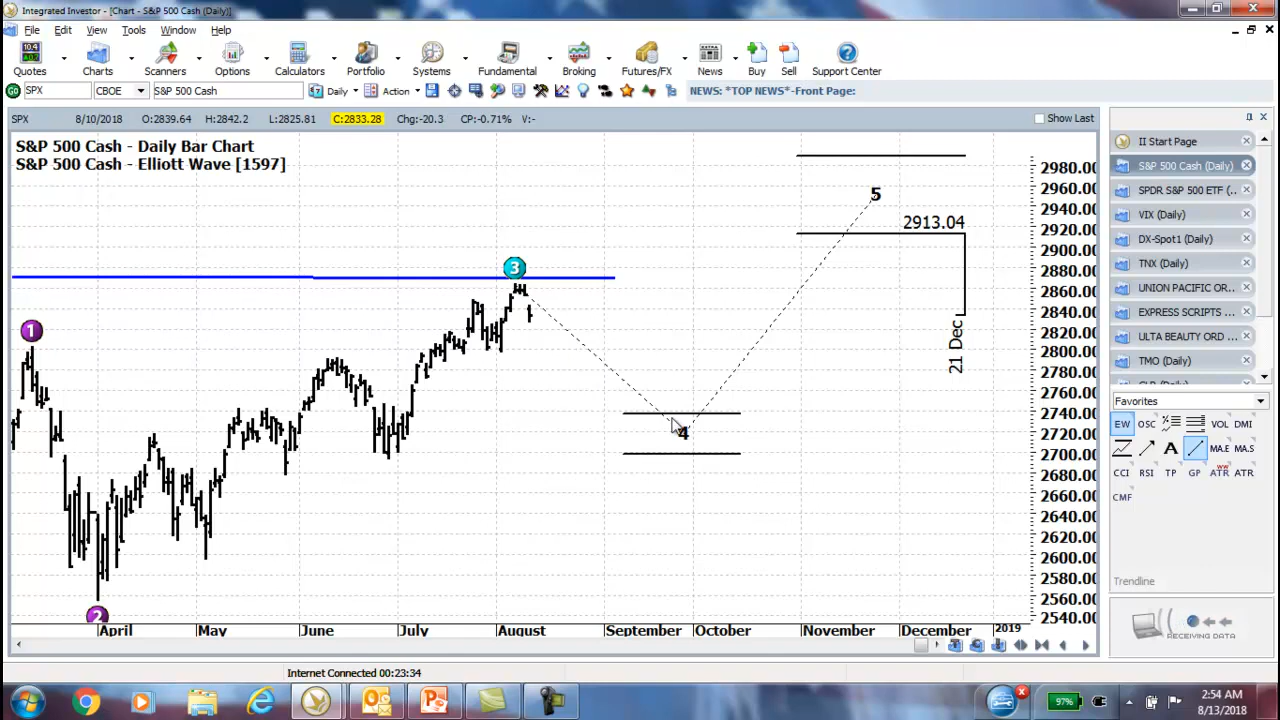 Integrated Investor - [Chart - S&P 500 Cash (Daily)]
File Edit View Tools Window Help
Quotes Charts Scanners Options Calculators Portfolio Systems Fundamental Broking Futures/FX News Buy Sell Support Center
Go SPX CBOE S&P 500 Cash Daily Action NEWS: *TOP NEWS*-Front Page:
SPX 8/10/2018 O:2839.64 H:2842.2 L:2825.81 C:2833.28 Chg:-20.3 CP:-0.71% V:- Show Last
S&P 500 Cash - Daily Bar Chart
S&P 500 Cash - Elliott Wave [1597]
1
2
3
4
5
2913.04
21 Dec
2980.00
2960.00
2940.00
2920.00
2900.00
2880.00
2860.00
2840.00
2820.00
2800.00
2780.00
2760.00
2740.00
2720.00
2700.00
2680.00
2660.00
2640.00
2620.00
2600.00
2580.00
2560.00
2540.00
April May June July August September October November December 2019
II Start Page
S&P 500 Cash (Daily)
SPDR S&P 500 ETF (..
VIX (Daily)
DX-Spot1 (Daily)
TNX (Daily)
UNION PACIFIC OR...
EXPRESS SCRIPTS ...
ULTA BEAUTY ORD ...
TMO (Daily)
Favorites
EW OSC VOL DMI
A MA.E MA.S
CCI RSI TP GP ATR ATR
CMF
Trendline
RECEIVING DATA
Internet Connected 00:23:34
97%
2:54 AM
8/13/2018